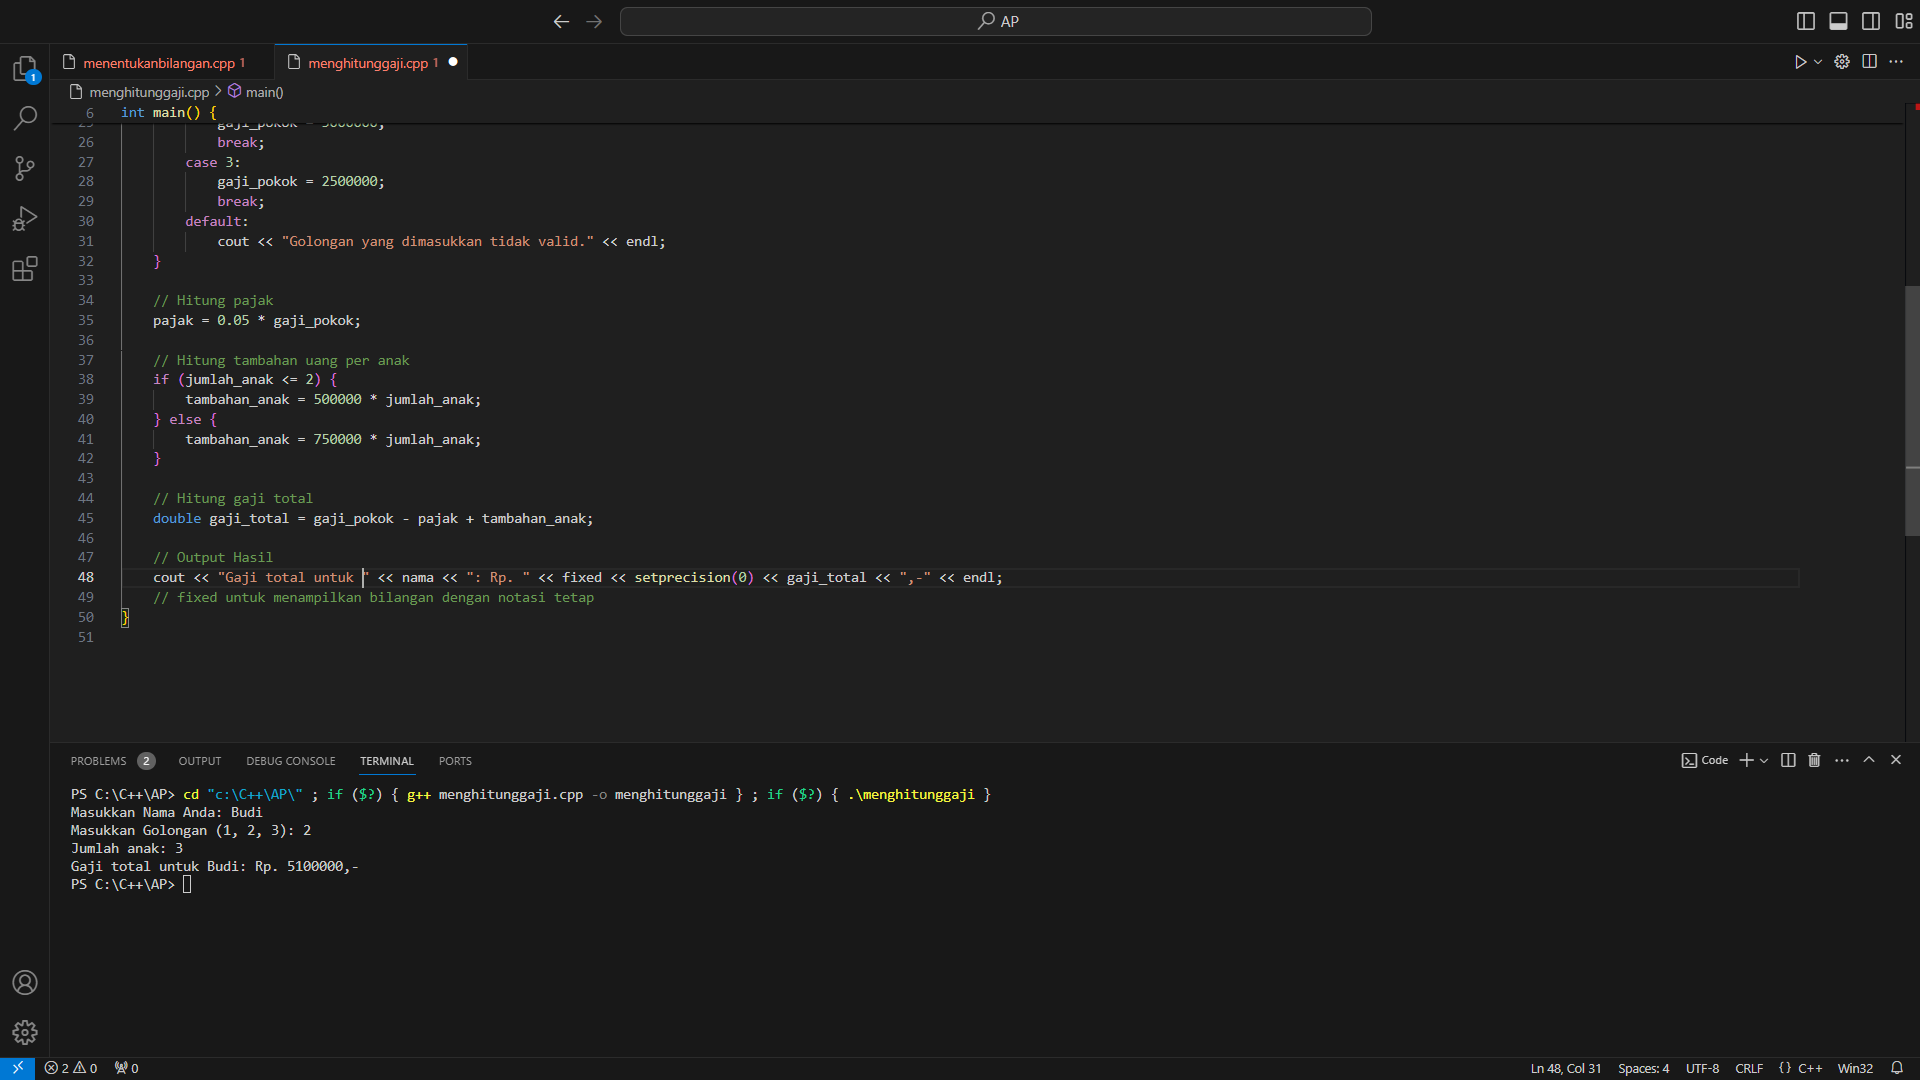 AP
menentukanbilangan.cpp 1
menghitunggaji.cpp 1
1
menghitunggaji.cpp > main()
6 int main() {
25 gaji_pokok = 3000000;
26 break;
27 case 3:
28 gaji_pokok = 2500000;
29 break;
30 default:
31 cout << "Golongan yang dimasukkan tidak valid." << endl;
32 }
33
34 // Hitung pajak
35 pajak = 0.05 * gaji_pokok;
36
37 // Hitung tambahan uang per anak
38 if (jumlah_anak <= 2) {
39 tambahan_anak = 500000 * jumlah_anak;
40 } else {
41 tambahan_anak = 750000 * jumlah_anak;
42 }
43
44 // Hitung gaji total
45 double gaji_total = gaji_pokok - pajak + tambahan_anak;
46
47 // Output Hasil
48 cout << "Gaji total untuk " << nama << ": Rp. " << fixed << setprecision(0) << gaji_total << ",-" << endl;
49 // fixed untuk menampilkan bilangan dengan notasi tetap
50 }
51
PROBLEMS 2 OUTPUT DEBUG CONSOLE TERMINAL PORTS
Code
PS C:\C++\AP> cd "c:\C++\AP\" ; if ($?) { g++ menghitunggaji.cpp -o menghitunggaji } ; if ($?) { .\menghitunggaji }
Masukkan Nama Anda: Budi
Masukkan Golongan (1, 2, 3): 2
Jumlah anak: 3
Gaji total untuk Budi: Rp. 5100000,-
PS C:\C++\AP>
2 0 0
Ln 48, Col 31 Spaces: 4 UTF-8 CRLF {} C++ Win32